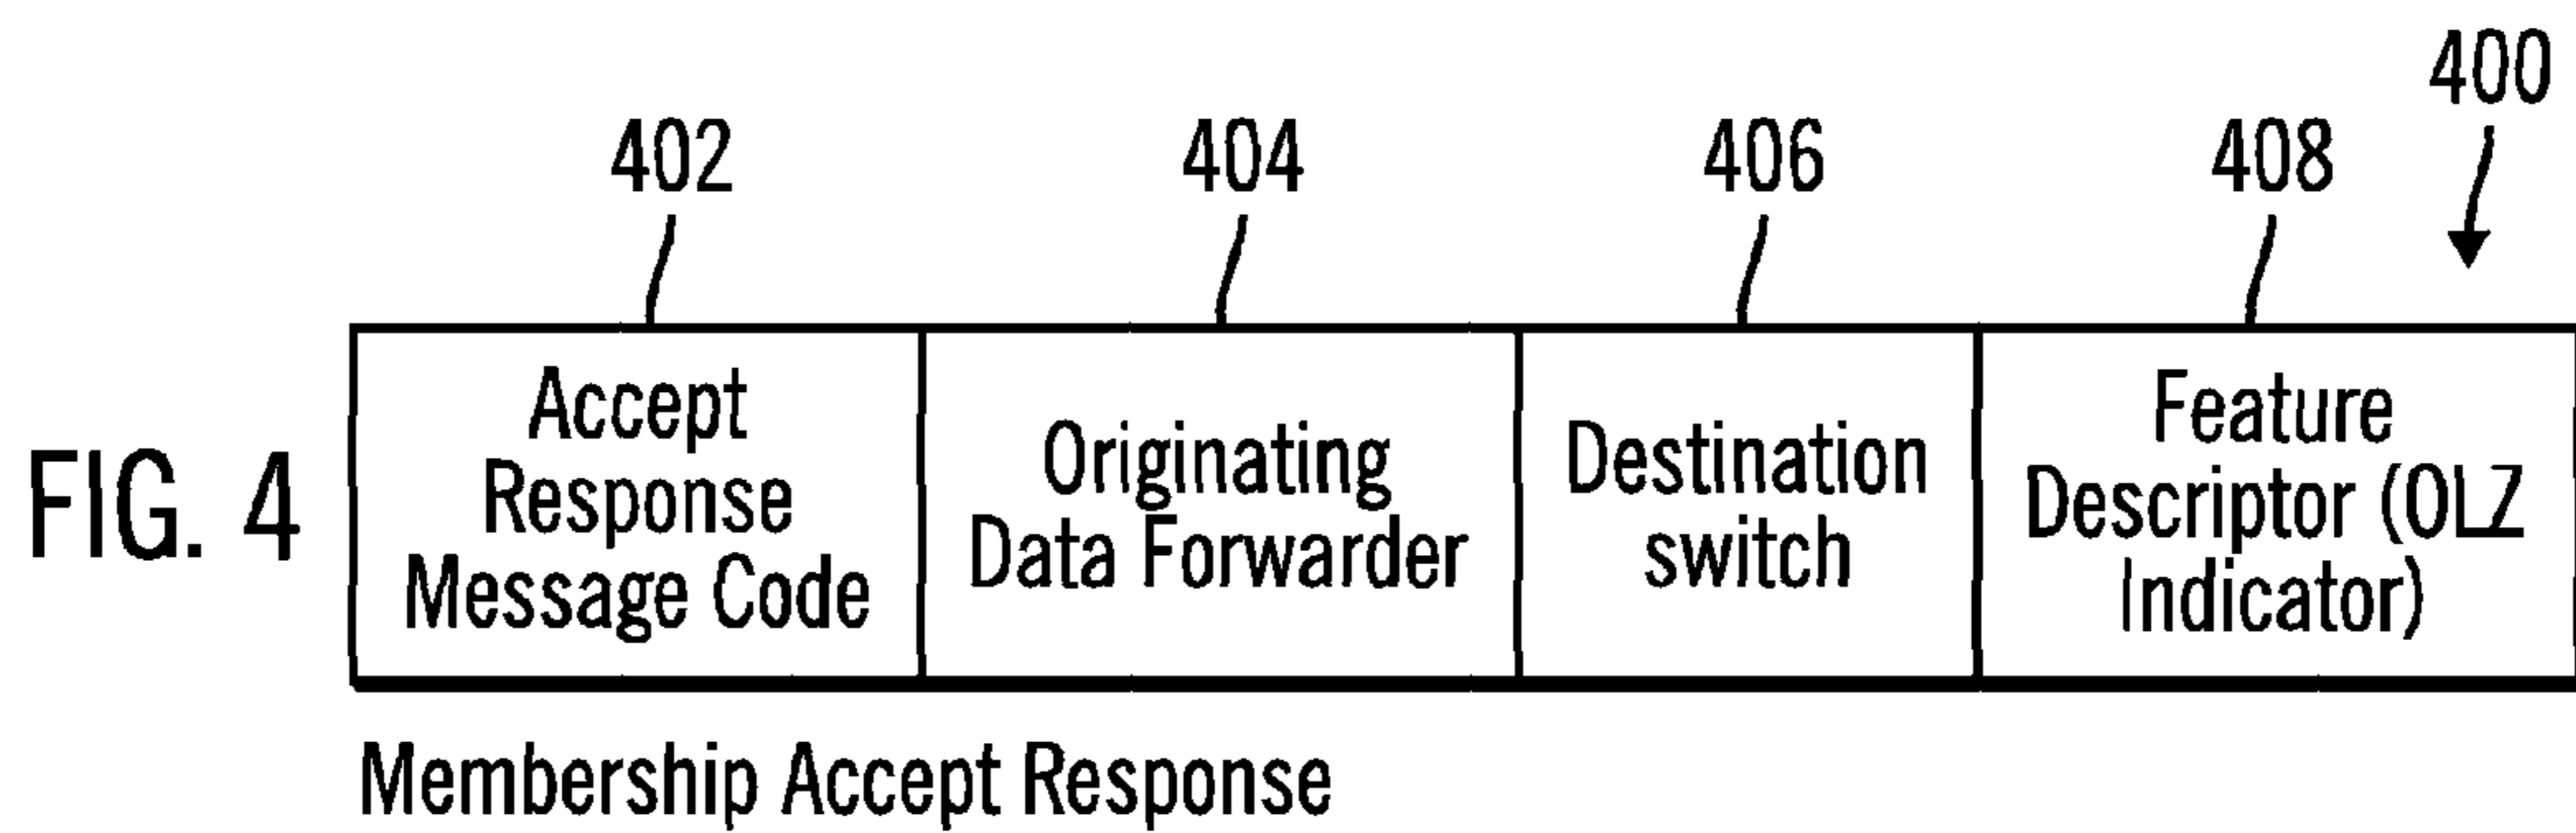 400
402 404 406 408
FIG. 4
Accept
Response
Message Code
Originating
Data Forwarder
Destination
switch
Feature
Descriptor (OLZ
Indicator)
Membership Accept Response